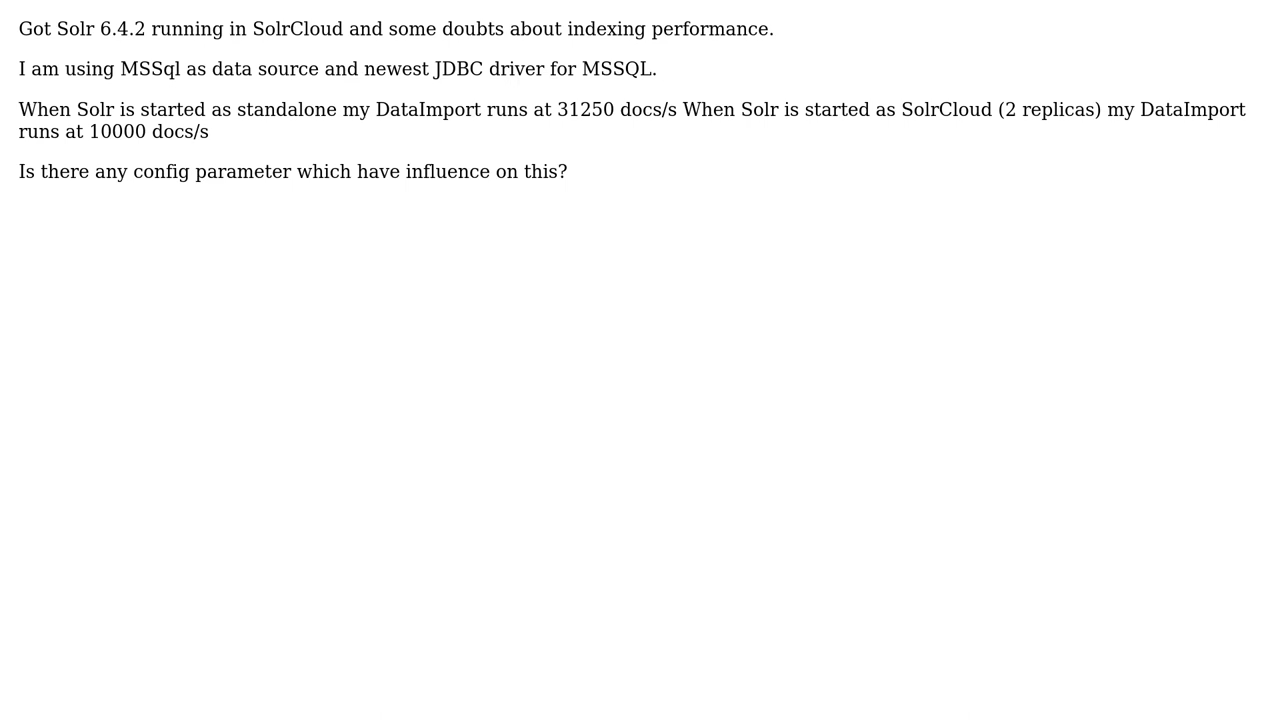 Got Solr 6.4.2 running in SolrCloud and some doubts about indexing performance.
I am using MSSql as data source and newest JDBC driver for MSSQL.
When Solr is started as standalone my DataImport runs at 31250 docs/s When Solr is started as SolrCloud (2 replicas) my DataImport
runs at 10000 docs/s
Is there any config parameter which have influence on this?